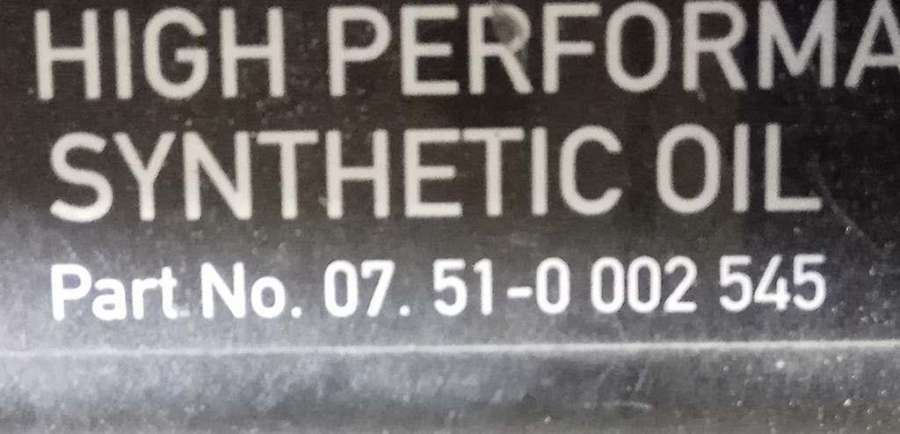 HIGH PERFORMA
SYNTHETIC OIL
Part No. 07. 51-0 002 545